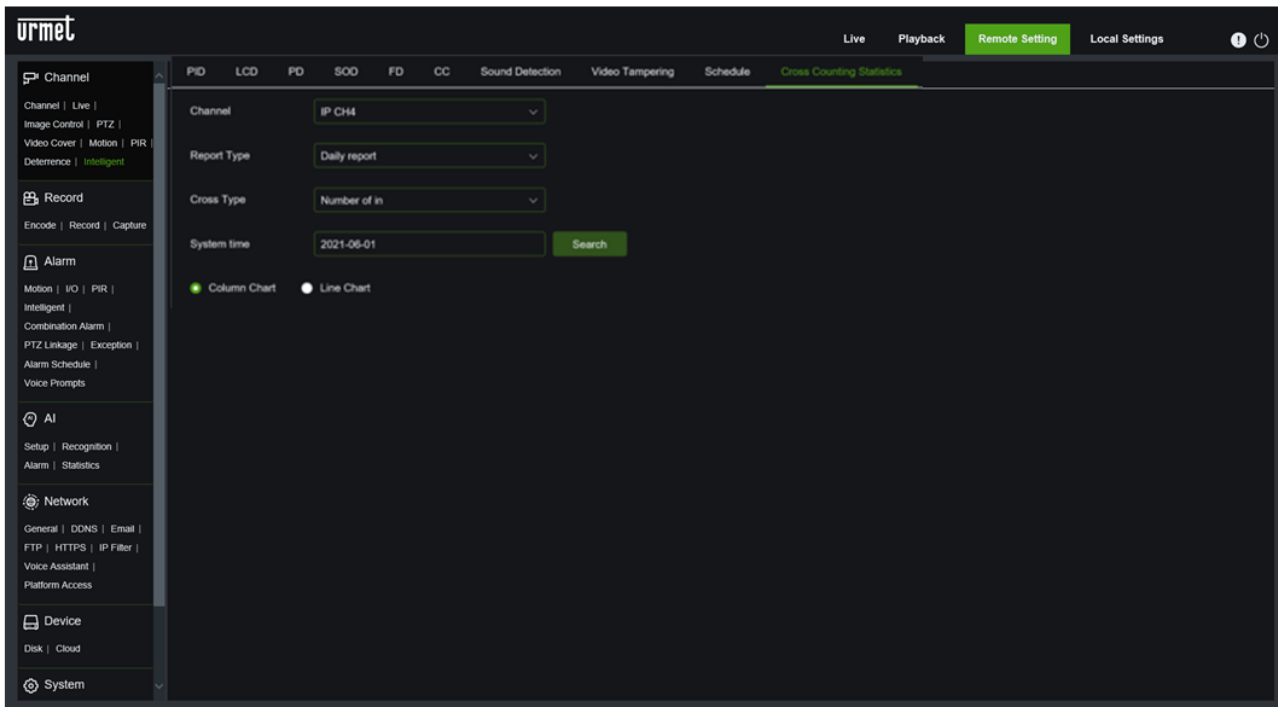 urmet
Live Playback Remote Setting Local Settings
Channel
Channel | Live |
Image Control | PTZ |
Video Cover | Motion | PIR |
Deterrence | Intelligent
Record
Encode | Record | Capture
Alarm
Motion | I/O | PIR |
Intelligent |
Combination Alarm |
PTZ Linkage | Exception |
Alarm Schedule |
Voice Prompts
AI
Setup | Recognition |
Alarm | Statistics
Network
General | DDNS | Email |
FTP | HTTPS | IP Filter |
Voice Assistant |
Platform Access
Device
Disk | Cloud
System
PID LCD PD SOD FD CC Sound Detection Video Tampering Schedule Cross Counting Statistics
Channel IP CH4
Report Type Daily report
Cross Type Number of in
System time 2021-06-01 Search
Column Chart Line Chart